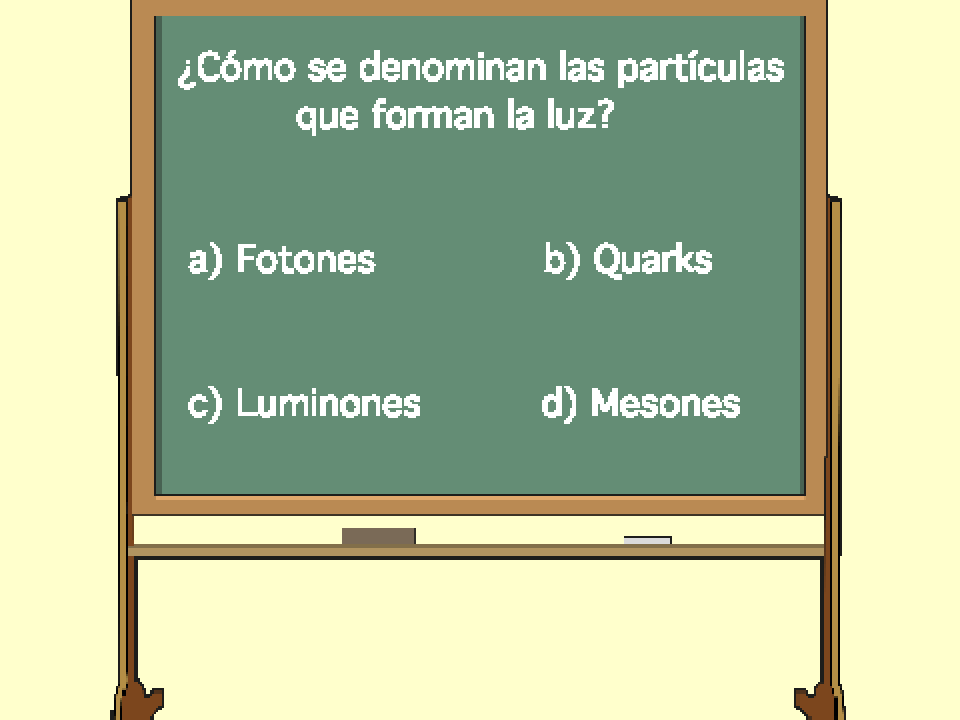 ¿Cómo se denominan las partículas
que forman la luz?
a) Fotones
b) Quarks
c) Luminones
d) Mesones